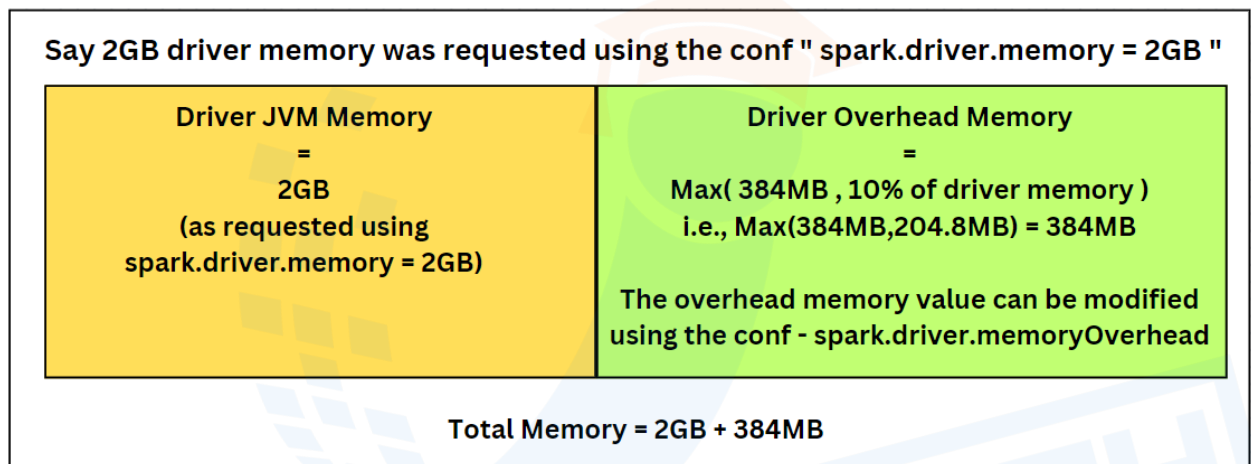 Say 2GB driver memory was requested using the conf " spark.driver.memory = 2GB "
Driver JVM Memory
=
2GB
(as requested using
spark.driver.memory = 2GB)
Driver Overhead Memory
=
Max( 384MB , 10% of driver memory )
i.e., Max(384MB,204.8MB) = 384MB
The overhead memory value can be modified
using the conf - spark.driver.memoryOverhead
Total Memory = 2GB + 384MB